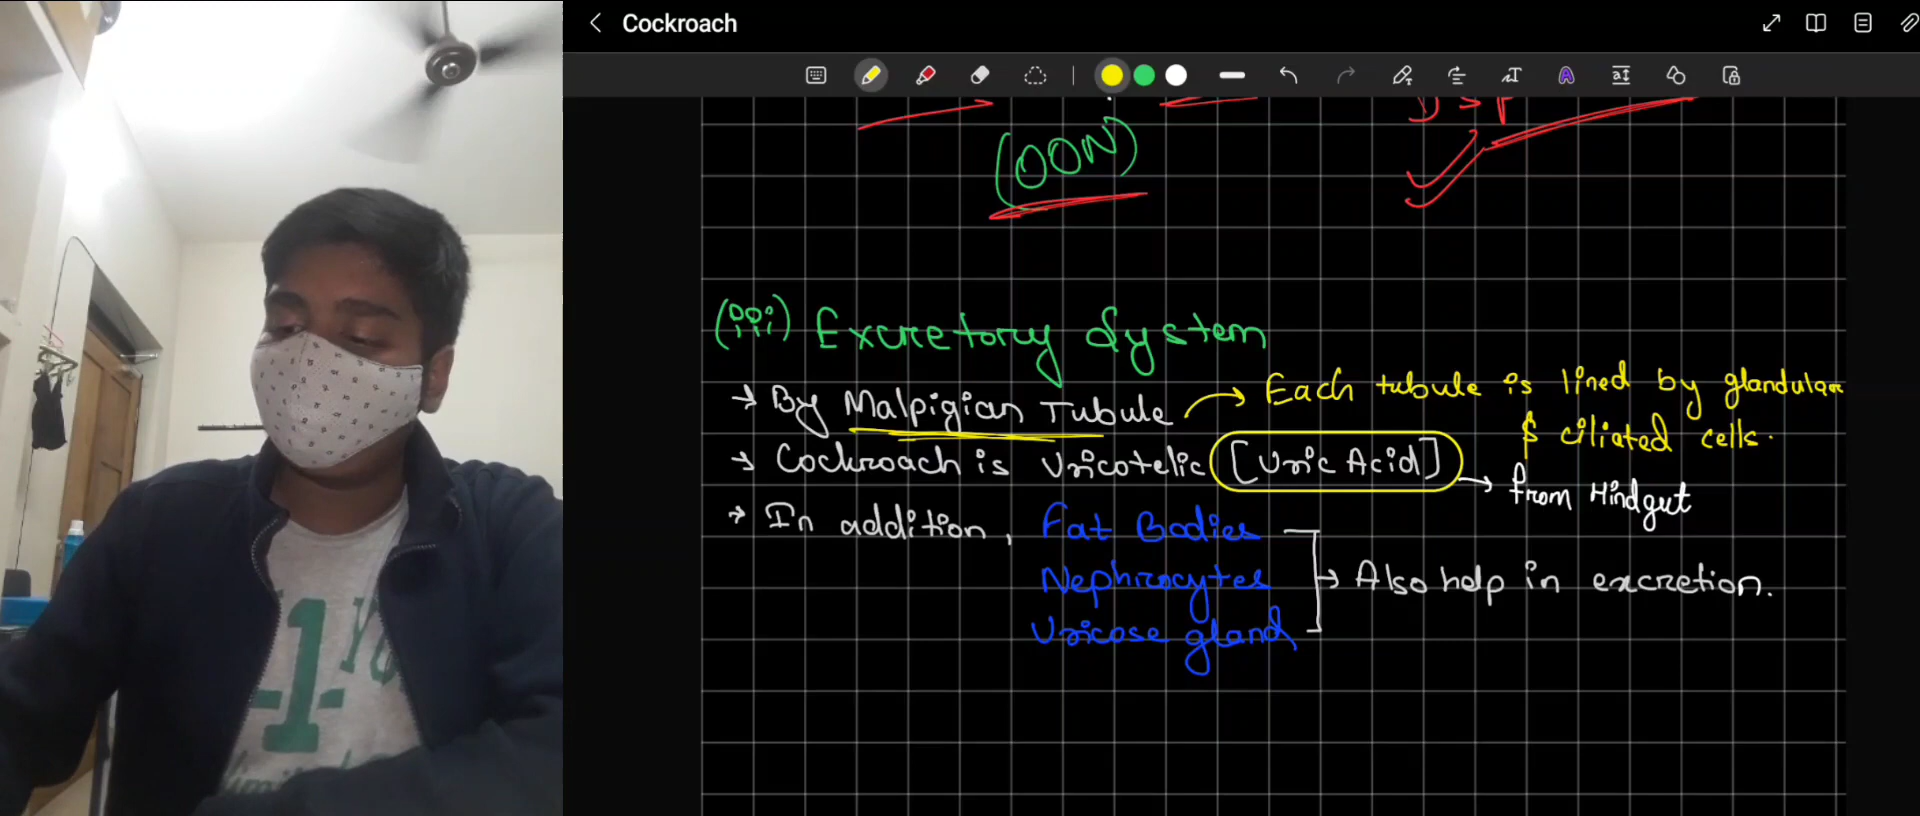 Cockroach
(OON)
(iii) Excretory System
→ By Malpigian Tubule → Each tubule is lined by glandular
& ciliated cells.
→ Cockroach is Uricotelic [Uric Acid] → from Hindgut
→ In addition, Fat Bodies
Nephrocytes → Also help in excretion.
Uricose gland
1